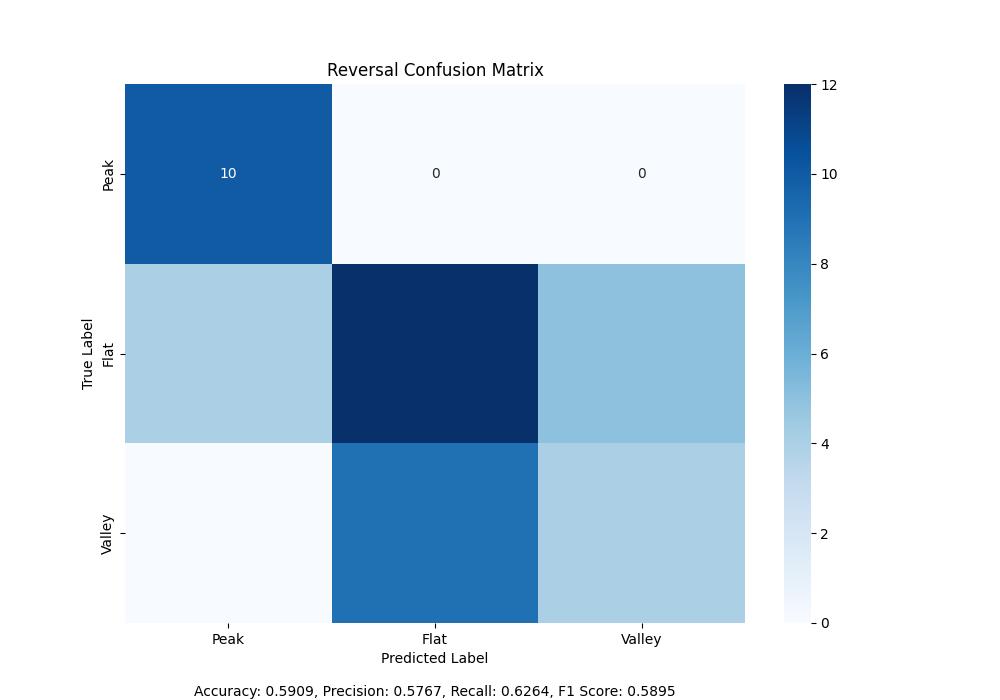 Reversal Confusion Matrix
12
10
8
6
4
2
0
True Label
Peak
Flat
Valley
10 0 0
Peak Flat Valley
Predicted Label
Accuracy: 0.5909, Precision: 0.5767, Recall: 0.6264, F1 Score: 0.5895